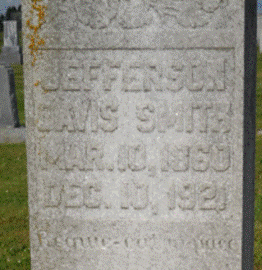 JEFFERSON
DAVIS SMITH
MAR. 10, 1860
DEC. 10, 1921